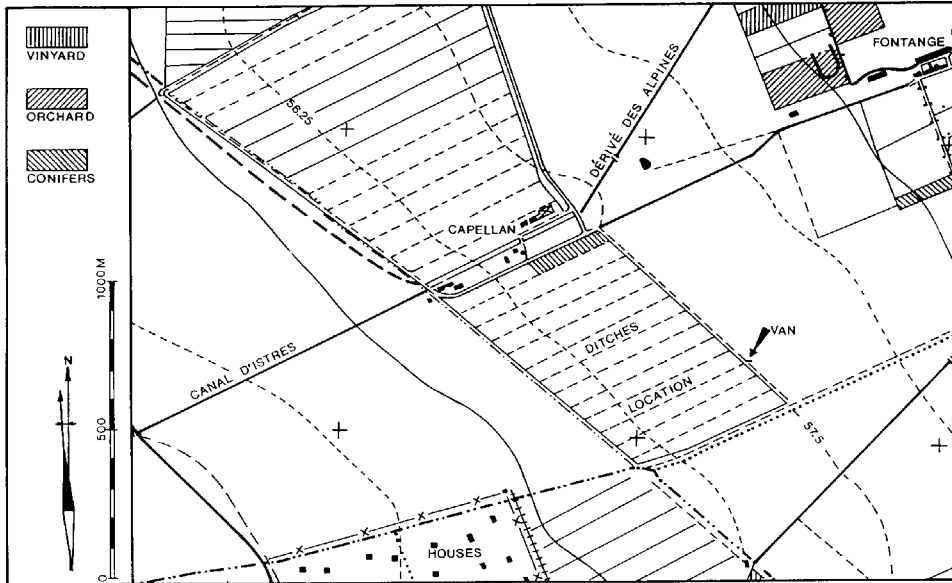 VINYARD
ORCHARD
CONIFERS
1000 M
500
0
N
56.25
DÉRIVÉ DES ALPINES
FONTANGE
CAPELLAN
CANAL D'ISTRES
DITCHES
LOCATION
VAN
57.5
HOUSES